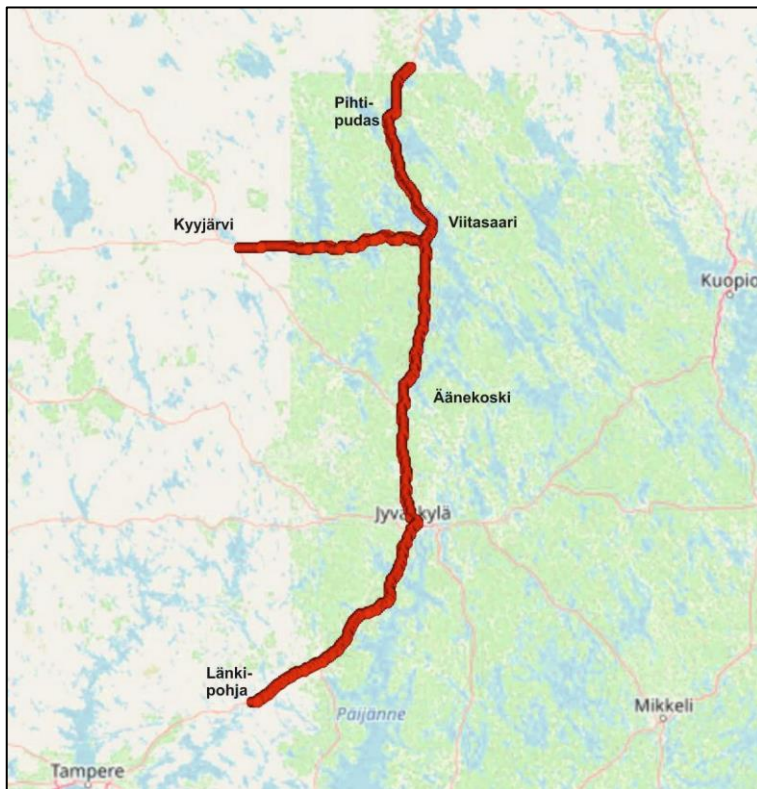 Pihti-
pudas
Kyyjärvi
Viitasaari
Kuopio
Äänekoski
Jyväskylä
Länki-
pohja
Päijänne
Mikkeli
Tampere